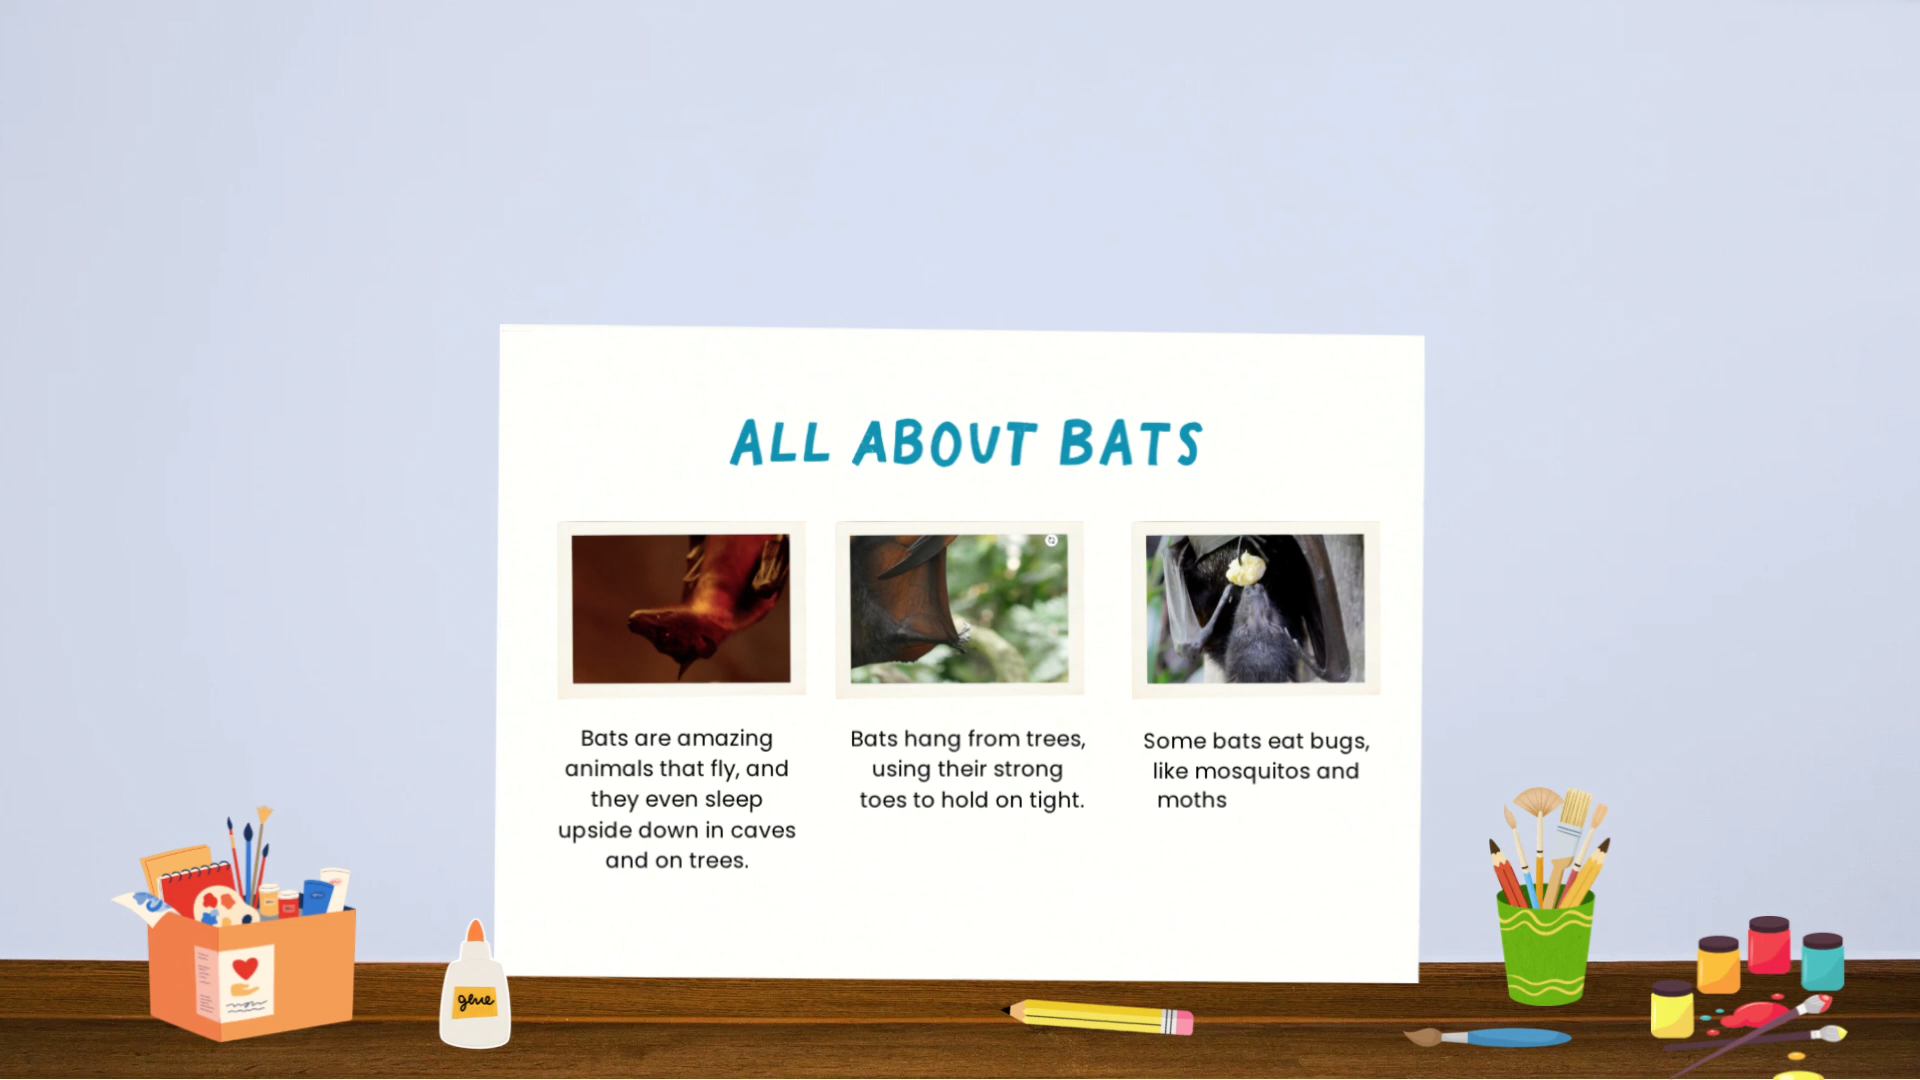 ALL ABOUT BATS
Bats are amazing
animals that fly, and
they even sleep
upside down in caves
and on trees.
Bats hang from trees,
using their strong
toes to hold on tight.
Some bats eat bugs,
like mosquitos and
moths
glue